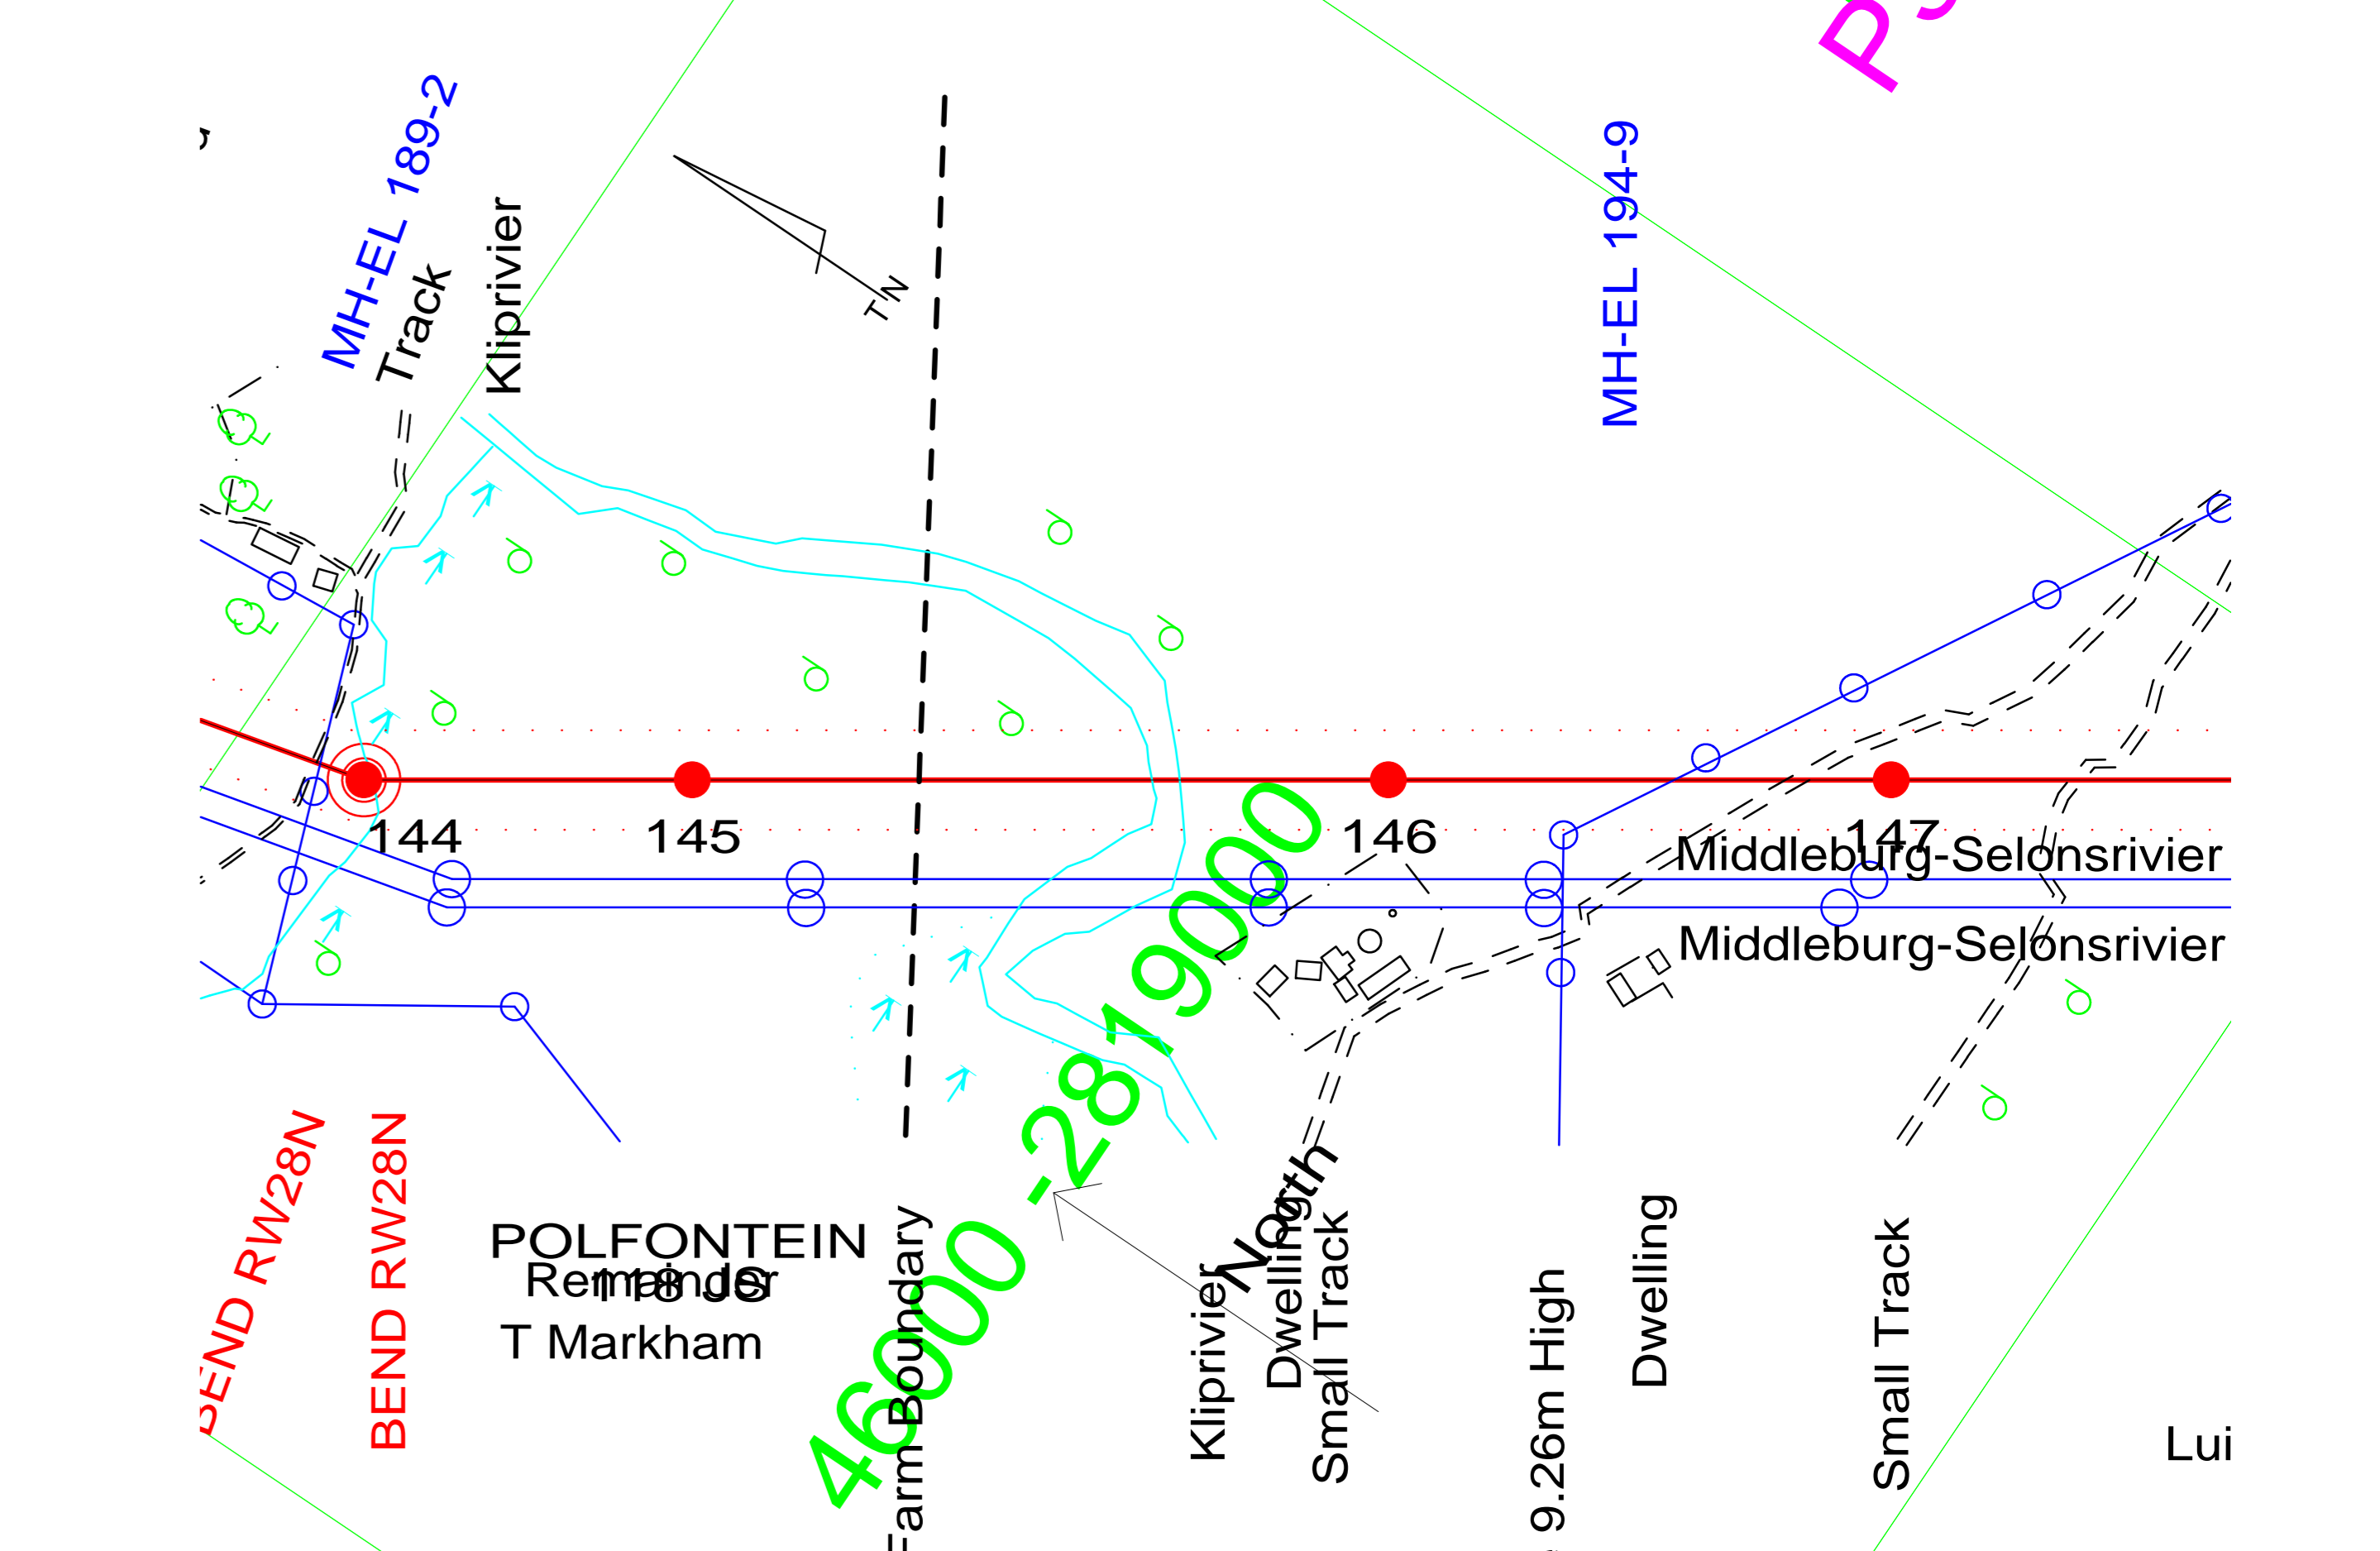 MH-EL 189-2
Track
Kliprivier
T N
MH-EL 194-9
144
145
146
147
Middleburg-Selonsrivier
Middleburg-Selonsrivier
46000 -2819000
North
BEND RW28N
BEND RW28N
POLFONTEIN
Remainder
118 JS
T Markham
Farm Boundary
Kliprivier
Dwelling
Small Track
9.26m High
Dwelling
Small Track
Lui